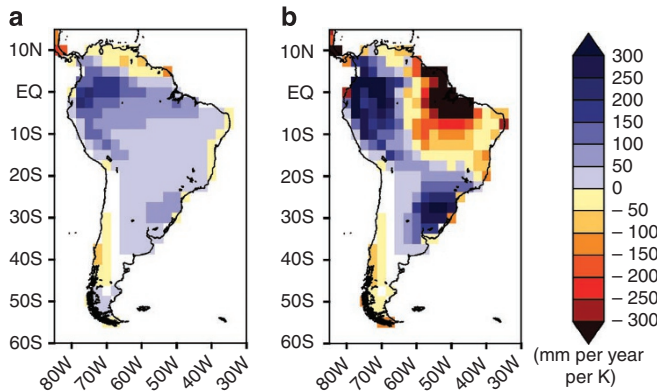 a
b
10N
EQ
10S
20S
30S
40S
50S
60S
80W
70W
60W
50W
40W
30W
10N
EQ
10S
20S
30S
40S
50S
60S
80W
70W
60W
50W
40W
30W
300
250
200
150
100
50
0
– 50
– 100
– 150
– 200
– 250
– 300
(mm per year
per K)